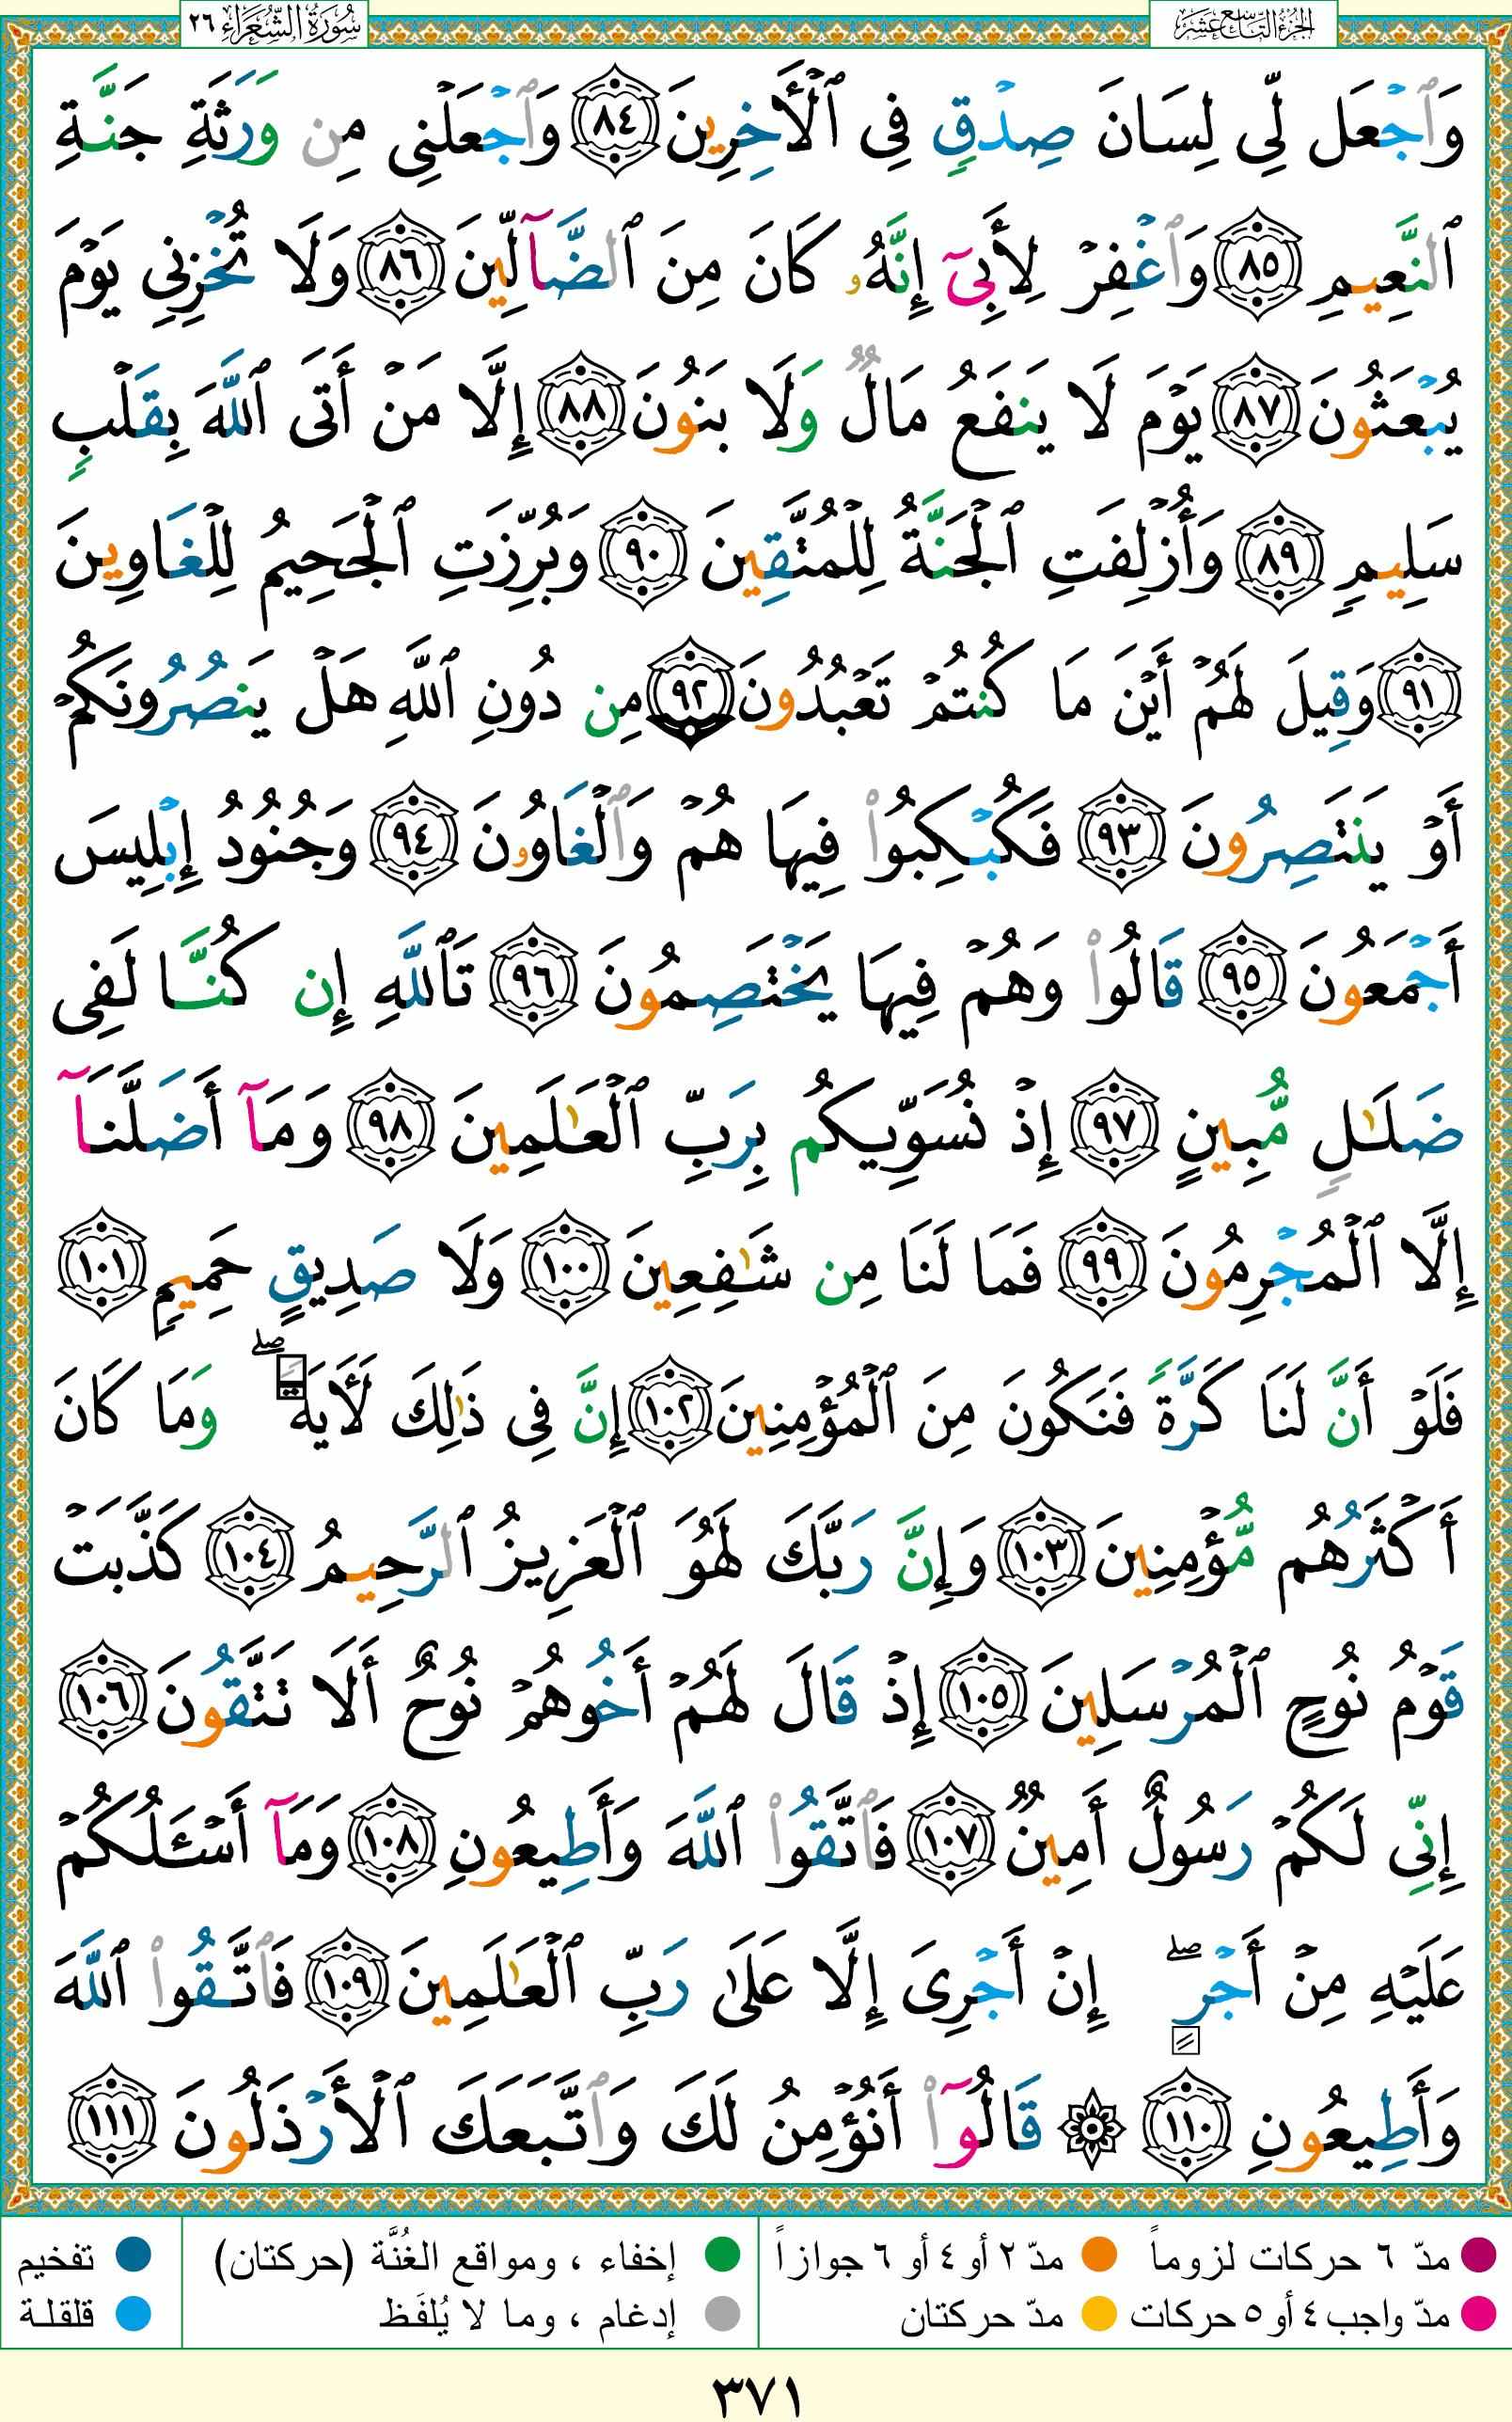 الجزء التاسع عشر
سورة الشعراء ٢٦
وَٱجْعَل لِّى لِسَانَ صِدْقٍ فِى ٱلْأَخِرِينَ ٨٤ وَٱجْعَلْنِى مِن وَرَثَةِ جَنَّةِ
ٱلنَّعِيمِ ٨٥ وَٱغْفِرْ لِأَبِىٓ إِنَّهُۥ كَانَ مِنَ ٱلضَّآلِّينَ ٨٦ وَلَا تُخْزِنِى يَوْمَ
يُبْعَثُونَ ٨٧ يَوْمَ لَا يَنفَعُ مَالٌ وَلَا بَنُونَ ٨٨ إِلَّا مَنْ أَتَى ٱللَّهَ بِقَلْبٍ
سَلِيمٍ ٨٩ وَأُزْلِفَتِ ٱلْجَنَّةُ لِلْمُتَّقِينَ ٩٠ وَبُرِّزَتِ ٱلْجَحِيمُ لِلْغَاوِينَ
٩١ وَقِيلَ لَهُمْ أَيْنَ مَا كُنتُمْ تَعْبُدُونَ ٩٢ مِن دُونِ ٱللَّهِ هَلْ يَنصُرُونَكُمْ
أَوْ يَنتَصِرُونَ ٩٣ فَكُبْكِبُوا۟ فِيهَا هُمْ وَٱلْغَاوُۥنَ ٩٤ وَجُنُودُ إِبْلِيسَ
أَجْمَعُونَ ٩٥ قَالُوا۟ وَهُمْ فِيهَا يَخْتَصِمُونَ ٩٦ تَٱللَّهِ إِن كُنَّا لَفِى
ضَلَٰلٍ مُّبِينٍ ٩٧ إِذْ نُسَوِّيكُم بِرَبِّ ٱلْعَٰلَمِينَ ٩٨ وَمَآ أَضَلَّنَآ
إِلَّا ٱلْمُجْرِمُونَ ٩٩ فَمَا لَنَا مِن شَٰفِعِينَ ١٠٠ وَلَا صَدِيقٍ حَمِيمٍ ١٠١
فَلَوْ أَنَّ لَنَا كَرَّةً فَنَكُونَ مِنَ ٱلْمُؤْمِنِينَ ١٠٢ إِنَّ فِى ذَٰلِكَ لَأَيَةً ۖ وَمَا كَانَ
أَكْثَرُهُم مُّؤْمِنِينَ ١٠٣ وَإِنَّ رَبَّكَ لَهُوَ ٱلْعَزِيزُ ٱلرَّحِيمُ ١٠٤ كَذَّبَتْ
قَوْمُ نُوحٍ ٱلْمُرْسَلِينَ ١٠٥ إِذْ قَالَ لَهُمْ أَخُوهُمْ نُوحٌ أَلَا تَتَّقُونَ ١٠٦
إِنِّى لَكُمْ رَسُولٌ أَمِينٌ ١٠٧ فَٱتَّقُوا۟ ٱللَّهَ وَأَطِيعُونِ ١٠٨ وَمَآ أَسْـَٔلُكُمْ
عَلَيْهِ مِنْ أَجْرٍ ۖ إِنْ أَجْرِىَ إِلَّا عَلَىٰ رَبِّ ٱلْعَٰلَمِينَ ١٠٩ فَٱتَّقُوا۟ ٱللَّهَ
وَأَطِيعُونِ ١١٠ ۞ قَالُوٓا۟ أَنُؤْمِنُ لَكَ وَٱتَّبَعَكَ ٱلْأَرْذَلُونَ ١١١
مدّ ٦ حركات لزوماً مدّ ٢ أو ٤ أو ٦ جوازاً إخفاء ، ومواقع الغُنَّة (حركتان) تفخيم
مدّ واجب ٤ أو ٥ حركات مدّ حركتان إدغام ، وما لا يُلفَظ قلقلة
٣٧١